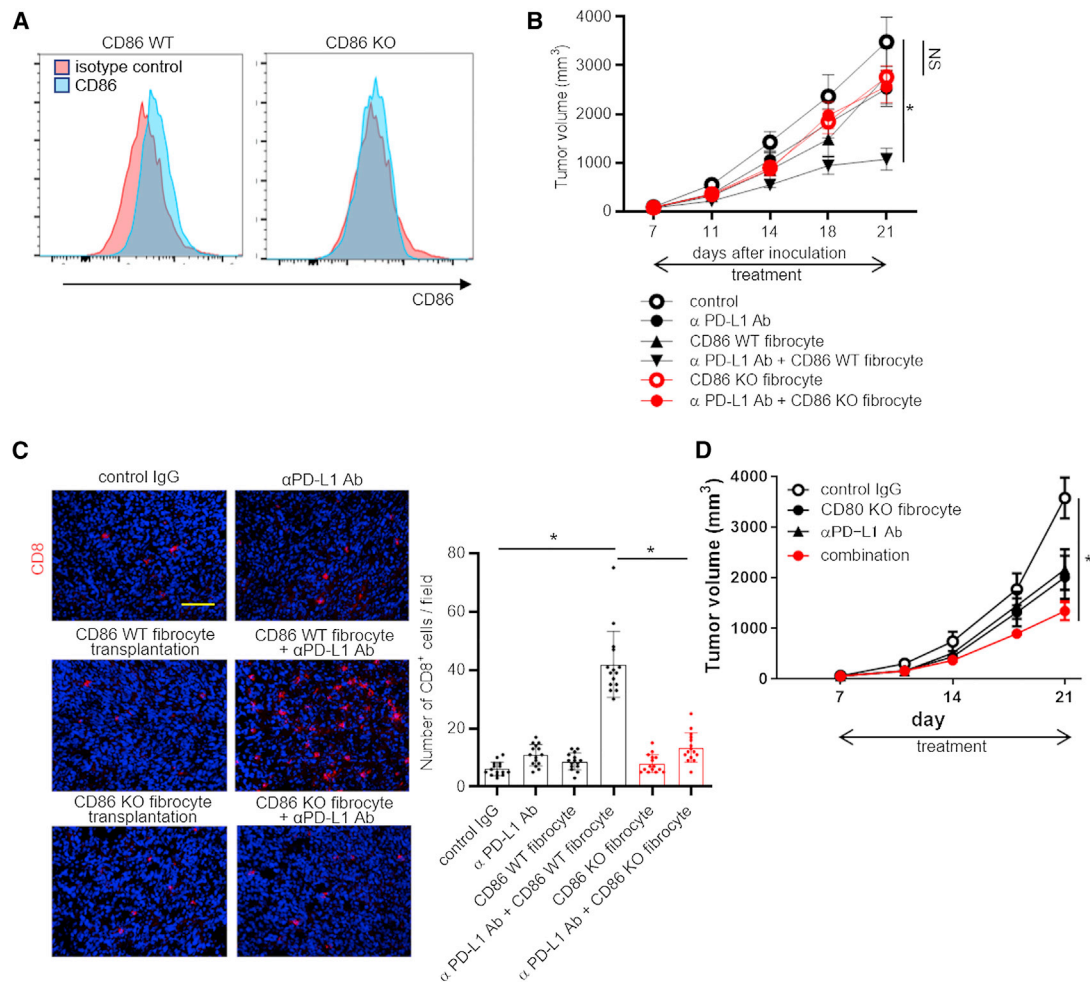 A
CD86 WT
CD86 KO
isotype control
CD86
CD86
B
Tumor volume (mm³)
4000
3000
2000
1000
0
7
11
14
18
21
days after inoculation
treatment
NS
*
control
α PD-L1 Ab
CD86 WT fibrocyte
α PD-L1 Ab + CD86 WT fibrocyte
CD86 KO fibrocyte
α PD-L1 Ab + CD86 KO fibrocyte
C
CD8
control IgG
αPD-L1 Ab
CD86 WT fibrocyte
transplantation
CD86 WT fibrocyte
+ αPD-L1 Ab
CD86 KO fibrocyte
transplantation
CD86 KO fibrocyte
+ αPD-L1 Ab
Number of CD8⁺ cells / field
80
60
40
20
0
*
*
control IgG
α PD-L1 Ab
CD86 WT fibrocyte
α PD-L1 Ab + CD86 WT fibrocyte
CD86 KO fibrocyte
α PD-L1 Ab + CD86 KO fibrocyte
D
Tumor volume (mm³)
4000
3000
2000
1000
0
control IgG
CD80 KO fibrocyte
αPD-L1 Ab
combination
*
7
14
21
day
treatment